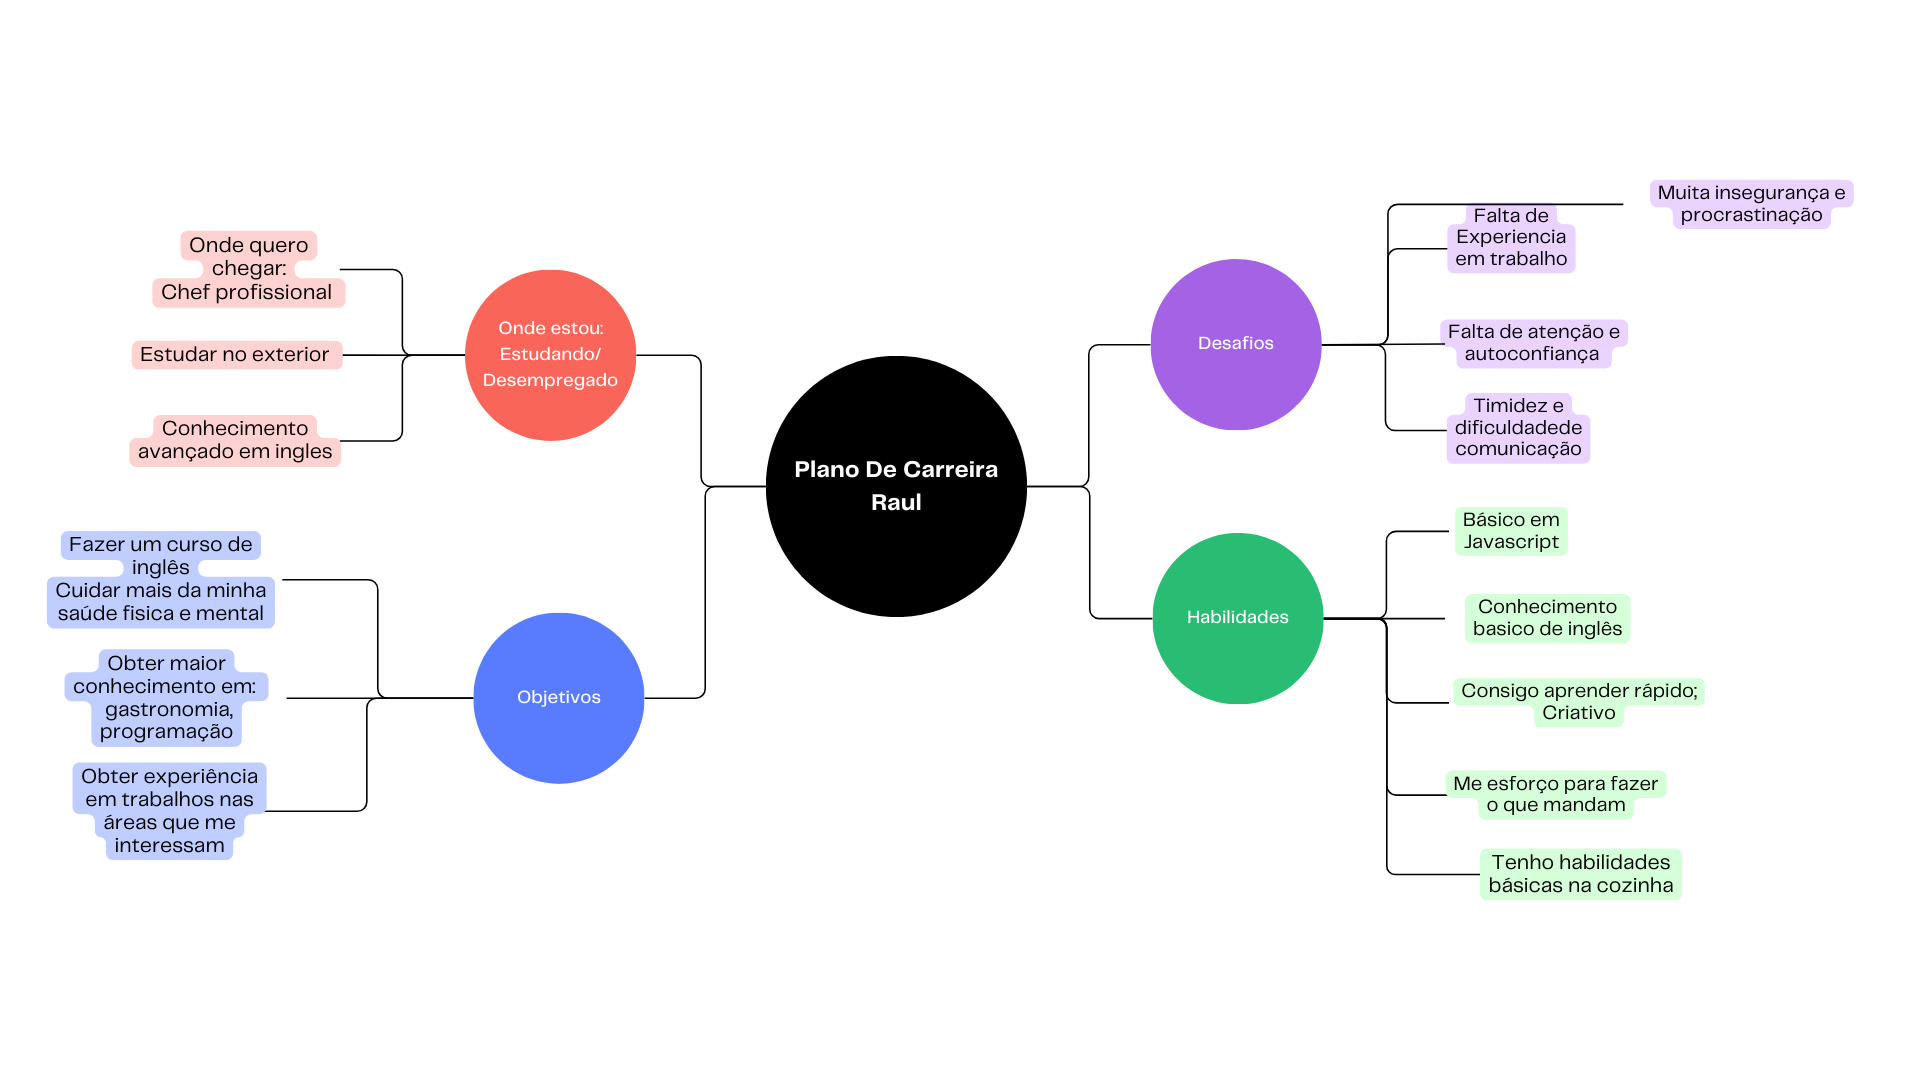 Plano De Carreira
Raul
Onde estou:
Estudando/
Desempregado
Onde quero
chegar:
Chef profissional
Estudar no exterior
Conhecimento
avançado em ingles
Objetivos
Fazer um curso de
inglês
Cuidar mais da minha
saúde fisica e mental
Obter maior
conhecimento em:
gastronomia,
programação
Obter experiência
em trabalhos nas
áreas que me
interessam
Desafios
Muita insegurança e
procrastinação
Falta de
Experiencia
em trabalho
Falta de atenção e
autoconfiança
Timidez e
dificuldadede
comunicação
Habilidades
Básico em
Javascript
Conhecimento
basico de inglês
Consigo aprender rápido;
Criativo
Me esforço para fazer
o que mandam
Tenho habilidades
básicas na cozinha